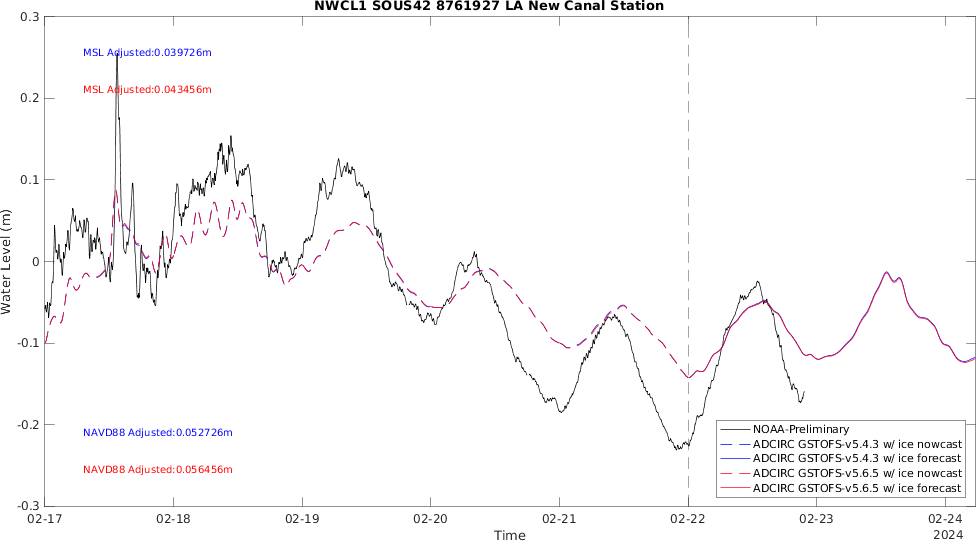 NWCL1 SOUS42 8761927 LA New Canal Station
0.3
0.2
0.1
0
-0.1
-0.2
-0.3
Water Level (m)
MSL Adjusted:0.039726m
MSL Adjusted:0.043456m
NAVD88 Adjusted:0.052726m
NAVD88 Adjusted:0.056456m
NOAA-Preliminary
ADCIRC GSTOFS-v5.4.3 w/ ice nowcast
ADCIRC GSTOFS-v5.4.3 w/ ice forecast
ADCIRC GSTOFS-v5.6.5 w/ ice nowcast
ADCIRC GSTOFS-v5.6.5 w/ ice forecast
02-17 02-18 02-19 02-20 02-21 02-22 02-23 02-24
2024
Time